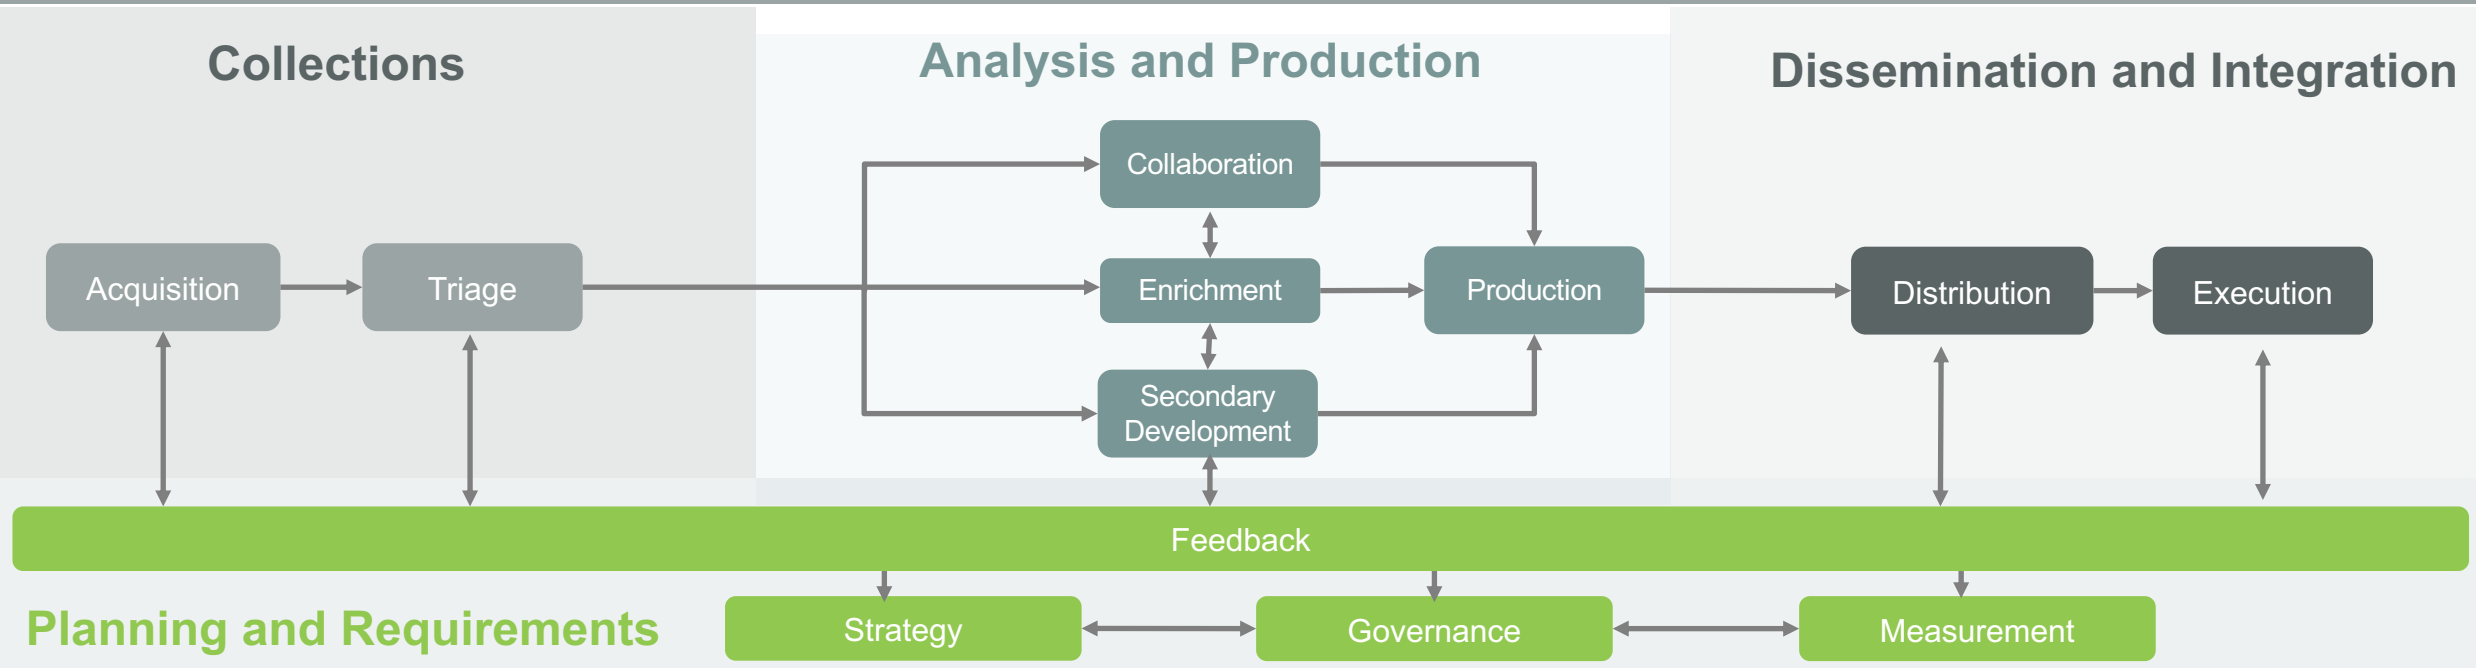 Collections
Analysis and Production
Dissemination and Integration
Collaboration
Acquisition
Triage
Enrichment
Production
Distribution
Execution
Secondary
Development
Feedback
Planning and Requirements
Strategy
Governance
Measurement